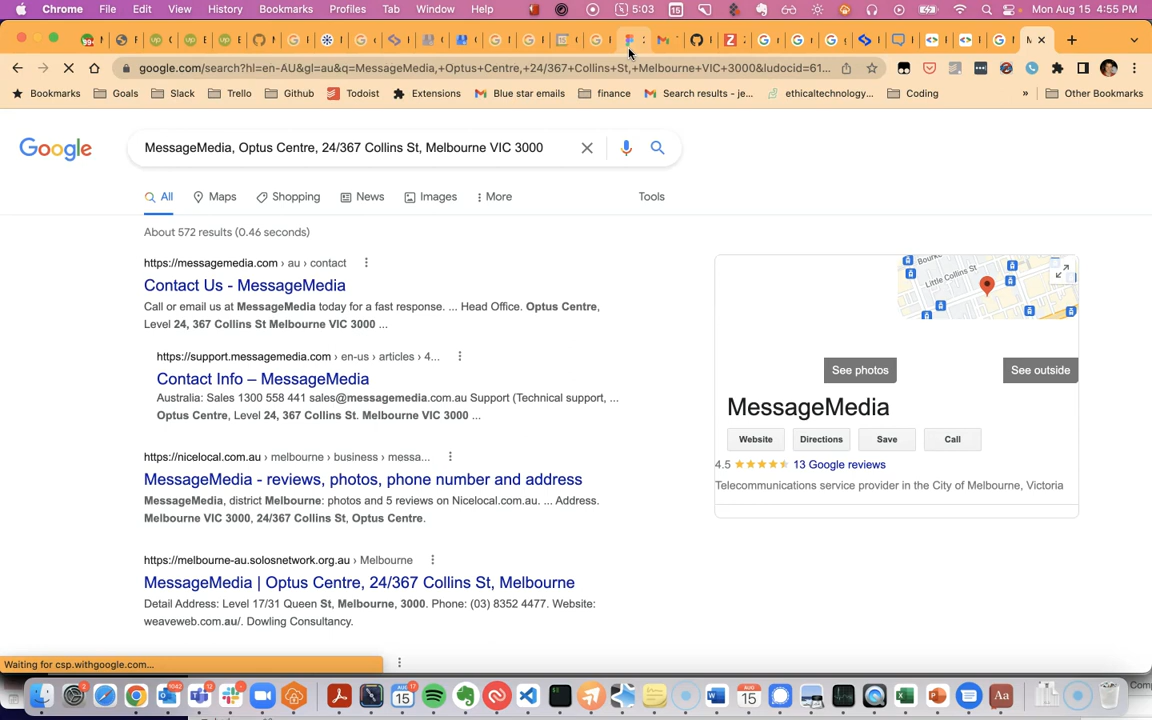 Chrome File Edit View History Bookmarks Profiles Tab Window Help 5:03 15 Mon Aug 15 4:55 PM
google.com/search?hl=en-AU&gl=au&q=MessageMedia,+Optus+Centre,+24/367+Collins+St,+Melbourne+VIC+3000&ludocid=61...
Bookmarks Goals Slack Trello Github Todoist Extensions Blue star emails finance Search results - je... ethicaltechnology... Coding » Other Bookmarks
Google
MessageMedia, Optus Centre, 24/367 Collins St, Melbourne VIC 3000
All Maps Shopping News Images More Tools
About 572 results (0.46 seconds)
https://messagemedia.com › au › contact
Contact Us - MessageMedia
Call or email us at MessageMedia today for a fast response. ... Head Office. Optus Centre,
Level 24, 367 Collins St Melbourne VIC 3000 ...
https://support.messagemedia.com › en-us › articles › 4...
Contact Info – MessageMedia
Australia: Sales 1300 558 441 sales@messagemedia.com.au Support (Technical support, ...
Optus Centre, Level 24, 367 Collins St. Melbourne VIC 3000 ...
https://nicelocal.com.au › melbourne › business › messa...
MessageMedia - reviews, photos, phone number and address
MessageMedia, district Melbourne: photos and 5 reviews on Nicelocal.com.au. ... Address.
Melbourne VIC 3000, 24/367 Collins St, Optus Centre.
https://melbourne-au.solosnetwork.org.au › Melbourne
MessageMedia | Optus Centre, 24/367 Collins St, Melbourne
Detail Address: Level 17/31 Queen St, Melbourne, 3000. Phone: (03) 8352 4477. Website:
weaveweb.com.au/. Dowling Consultancy.
Little Collins St
See photos
See outside
MessageMedia
Website Directions Save Call
4.5 13 Google reviews
Telecommunications service provider in the City of Melbourne, Victoria
Waiting for csp.withgoogle.com...